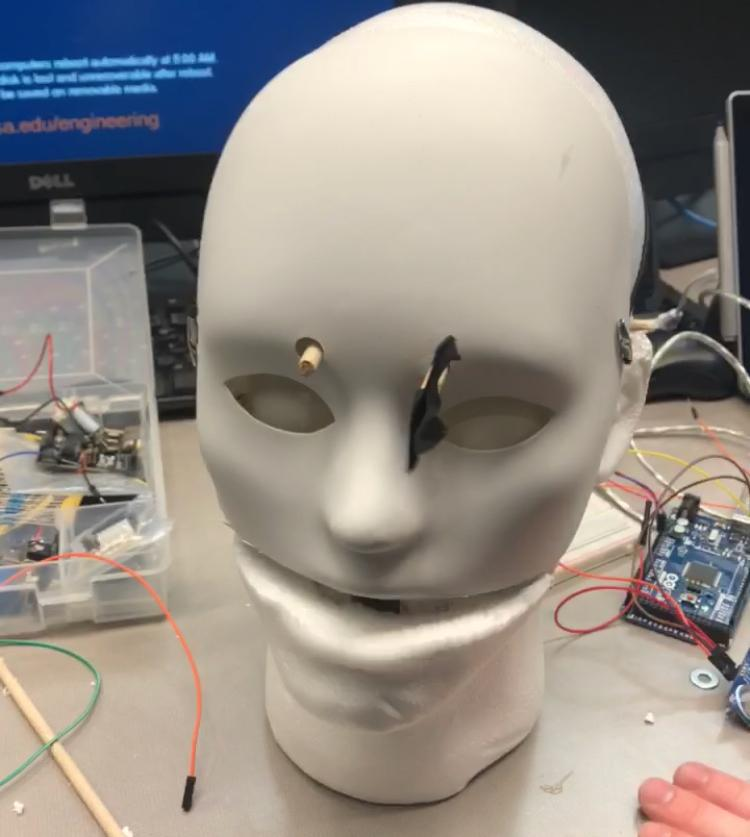 computers reboot automatically at 5:00 AM
disk is lost and unrecoverable after reboot.
be saved on removable media.
sa.edu/engineering
DELL